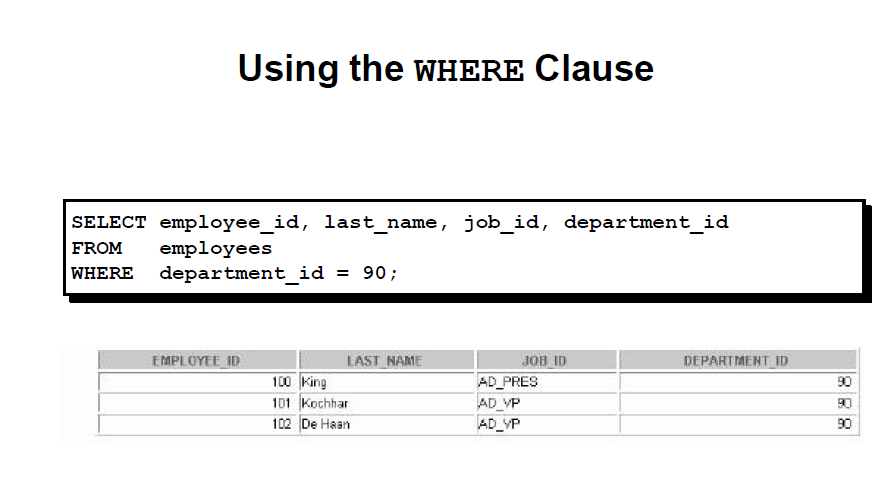 Using the WHERE Clause
SELECT employee_id, last_name, job_id, department_id
FROM employees
WHERE department_id = 90;
EMPLOYEE_ID LAST_NAME JOB_ID DEPARTMENT_ID
100 King AD_PRES 90
101 Kochhar AD_VP 90
102 De Haan AD_VP 90